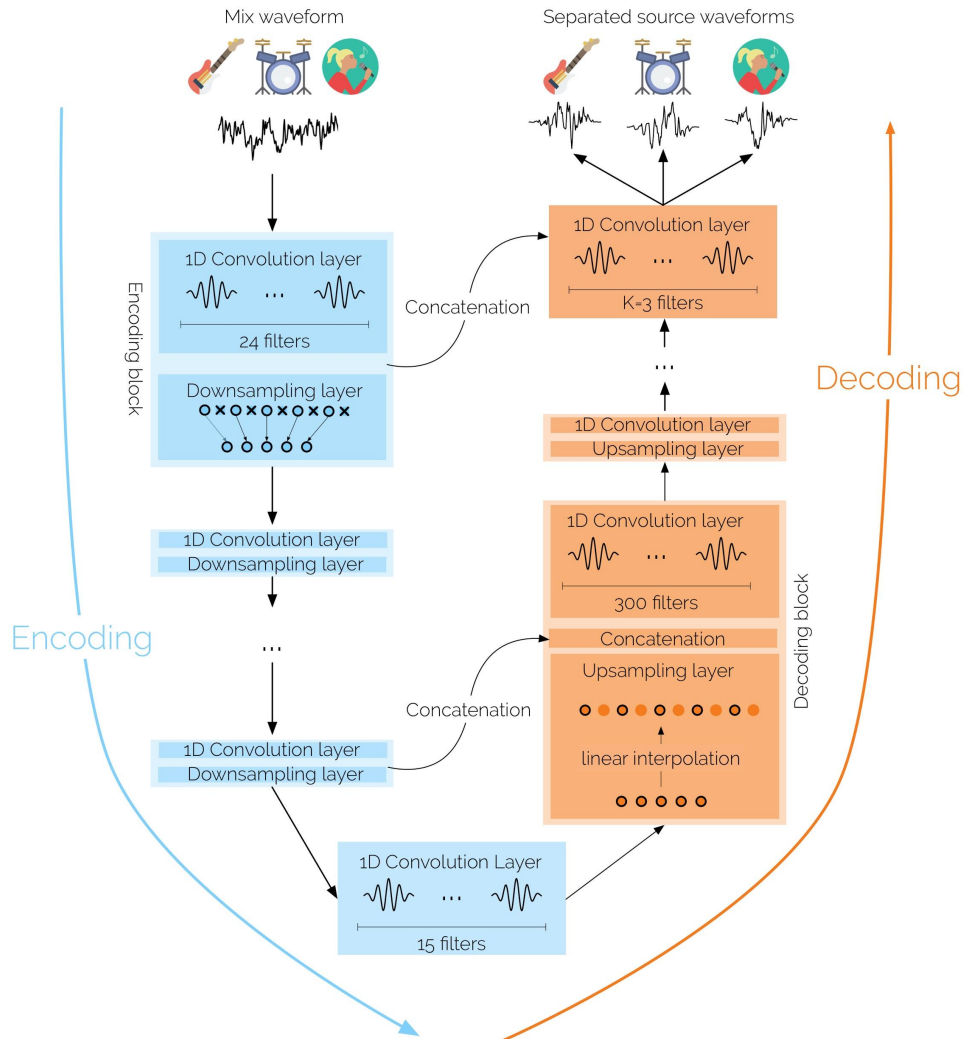 Mix waveform
Separated source waveforms
1D Convolution layer
...
24 filters
Downsampling layer
Encoding block
1D Convolution layer
Downsampling layer
...
1D Convolution layer
Downsampling layer
Encoding
1D Convolution Layer
...
15 filters
Concatenation
Concatenation
1D Convolution layer
...
K=3 filters
...
1D Convolution layer
Upsampling layer
1D Convolution layer
...
300 filters
Concatenation
Upsampling layer
linear interpolation
Decoding block
Decoding